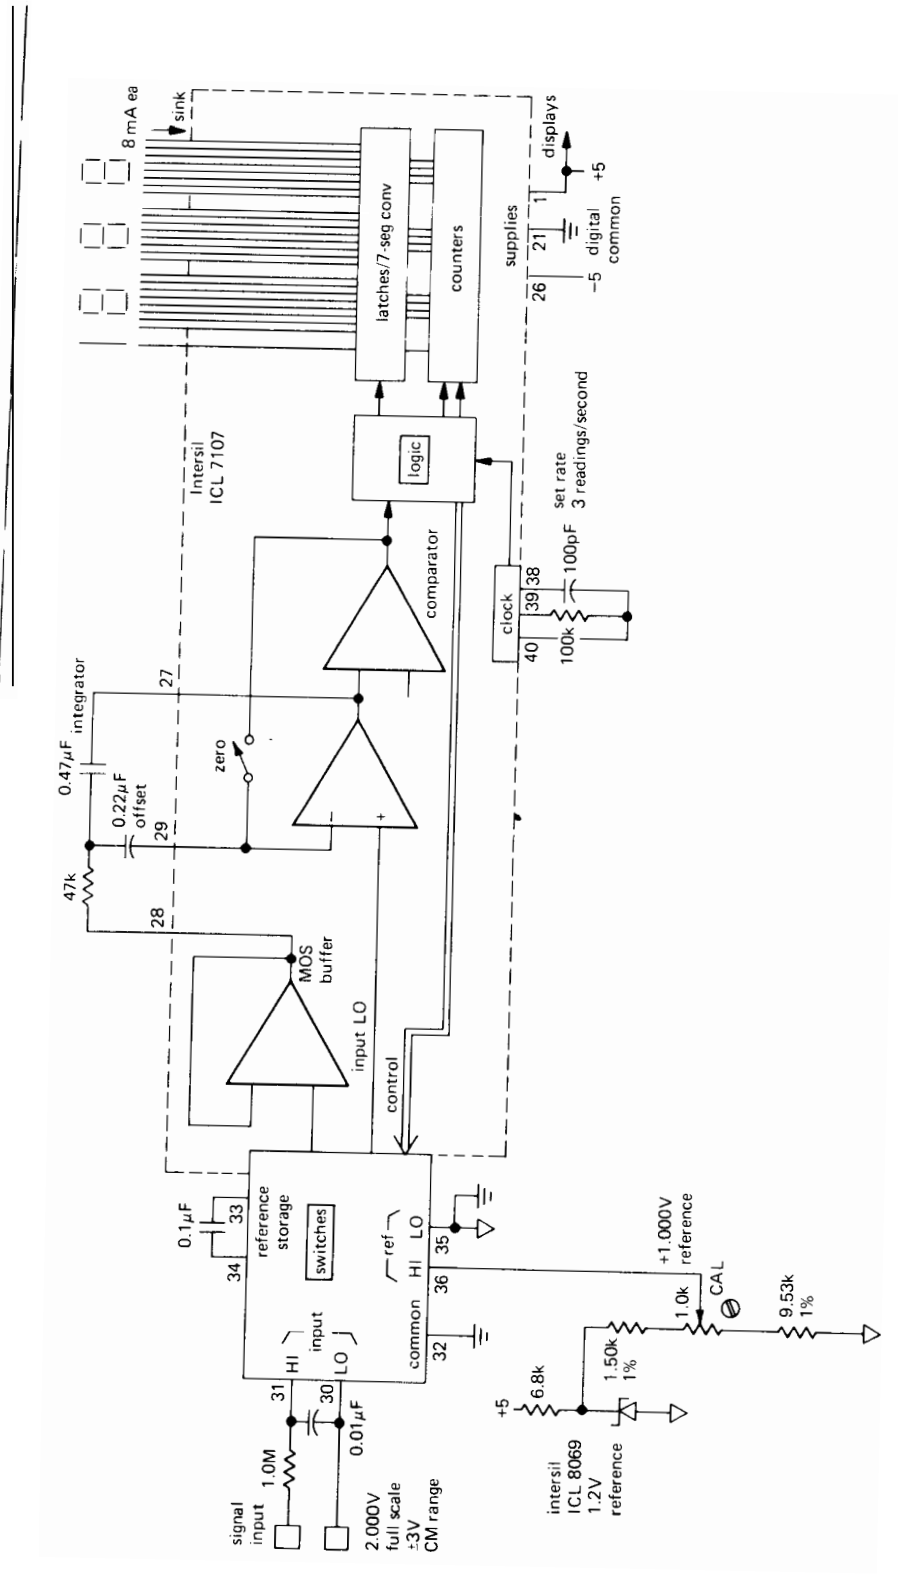 signal
input
1.0M
31
30
0.01μF
2.000V
full scale
±3V
CM range
HI
input
LO
common
32
0.1μF
34
33
reference
storage
switches
ref
HI
LO
36
35
+5
6.8k
intersil
ICL 8069
1.2V
reference
1.50k
1%
1.0k
CAL
+1.000V
reference
9.53k
1%
MOS
buffer
input LO
control
28
47k
0.22μF
offset
29
0.47μF
integrator
27
zero
−
+
comparator
Intersil
ICL 7107
logic
clock
40
39
38
100k
100pF
set rate
3 readings/second
latches/7-seg conv
counters
8 mA ea
sink
supplies
26
21
1
−5
digital
common
+5
displays